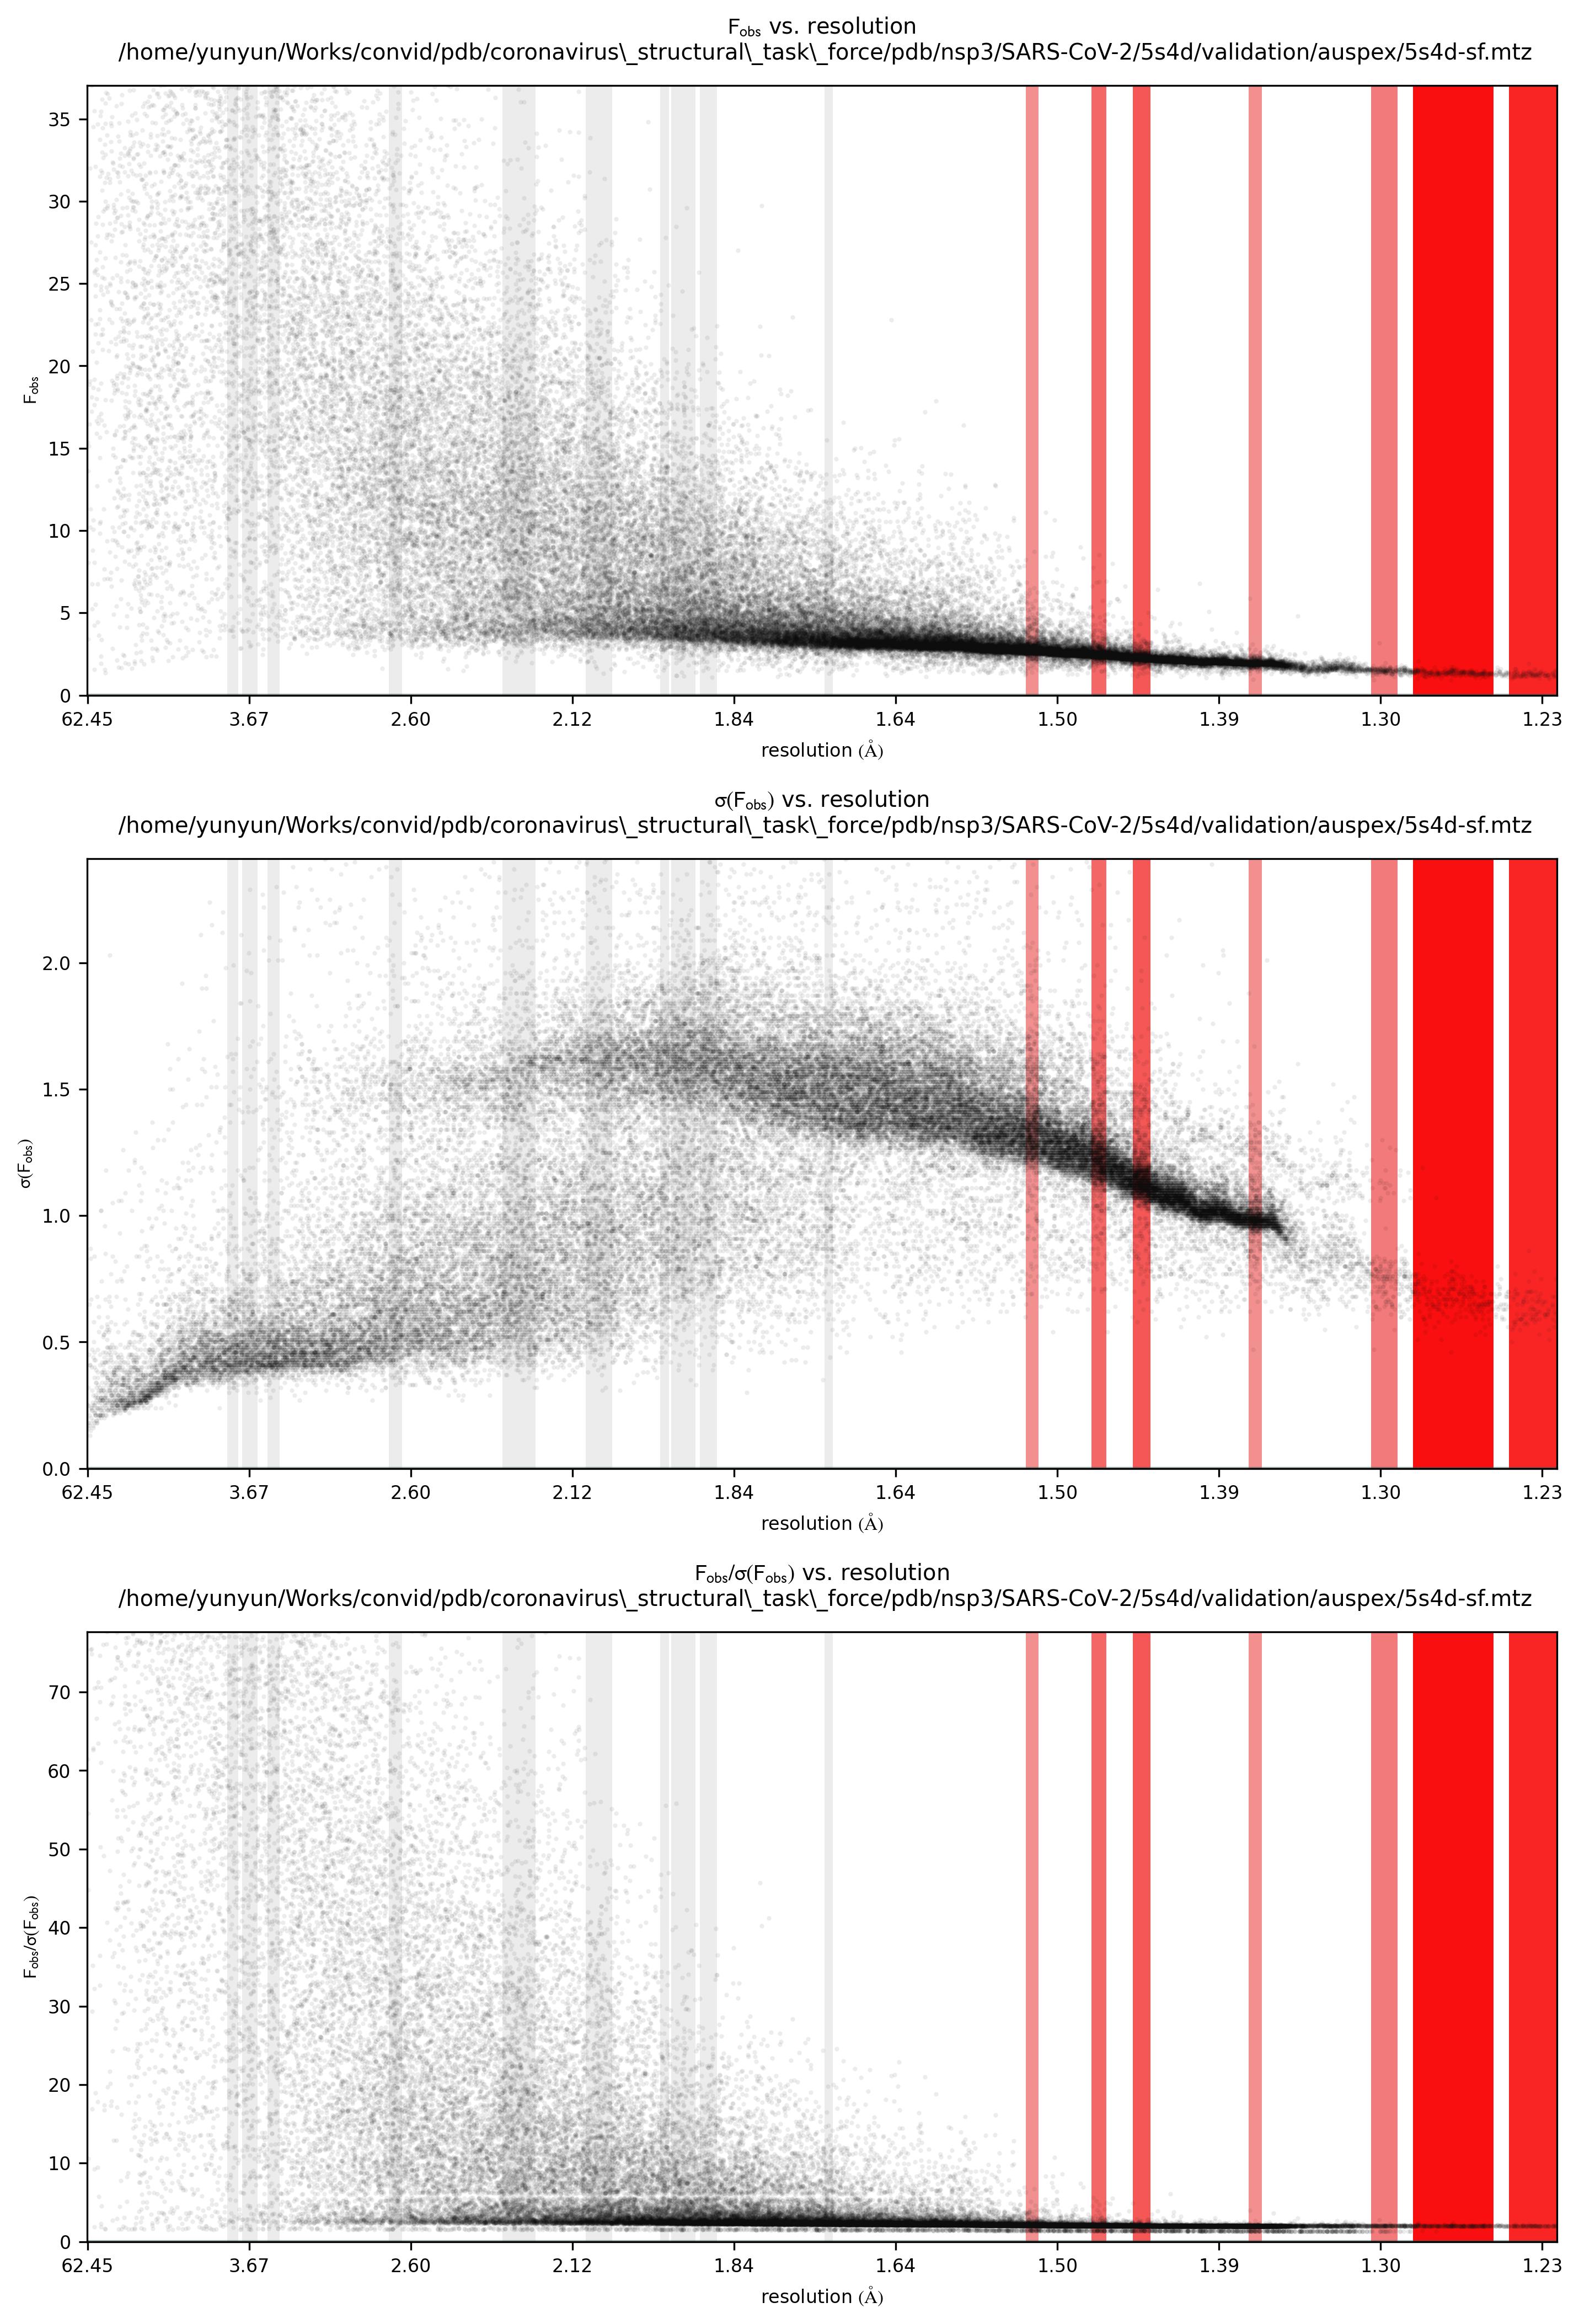 Fobs vs. resolution
/home/yunyun/Works/convid/pdb/coronavirus\_structural\_task\_force/pdb/nsp3/SARS-CoV-2/5s4d/validation/auspex/5s4d-sf.mtz
35
30
25
20
15
10
5
0
Fobs
62.45 3.67 2.60 2.12 1.84 1.64 1.50 1.39 1.30 1.23
resolution (Å)
σ(Fobs) vs. resolution
/home/yunyun/Works/convid/pdb/coronavirus\_structural\_task\_force/pdb/nsp3/SARS-CoV-2/5s4d/validation/auspex/5s4d-sf.mtz
2.0
1.5
1.0
0.5
0.0
σ(Fobs)
62.45 3.67 2.60 2.12 1.84 1.64 1.50 1.39 1.30 1.23
resolution (Å)
Fobs/σ(Fobs) vs. resolution
/home/yunyun/Works/convid/pdb/coronavirus\_structural\_task\_force/pdb/nsp3/SARS-CoV-2/5s4d/validation/auspex/5s4d-sf.mtz
70
60
50
40
30
20
10
0
Fobs/σ(Fobs)
62.45 3.67 2.60 2.12 1.84 1.64 1.50 1.39 1.30 1.23
resolution (Å)